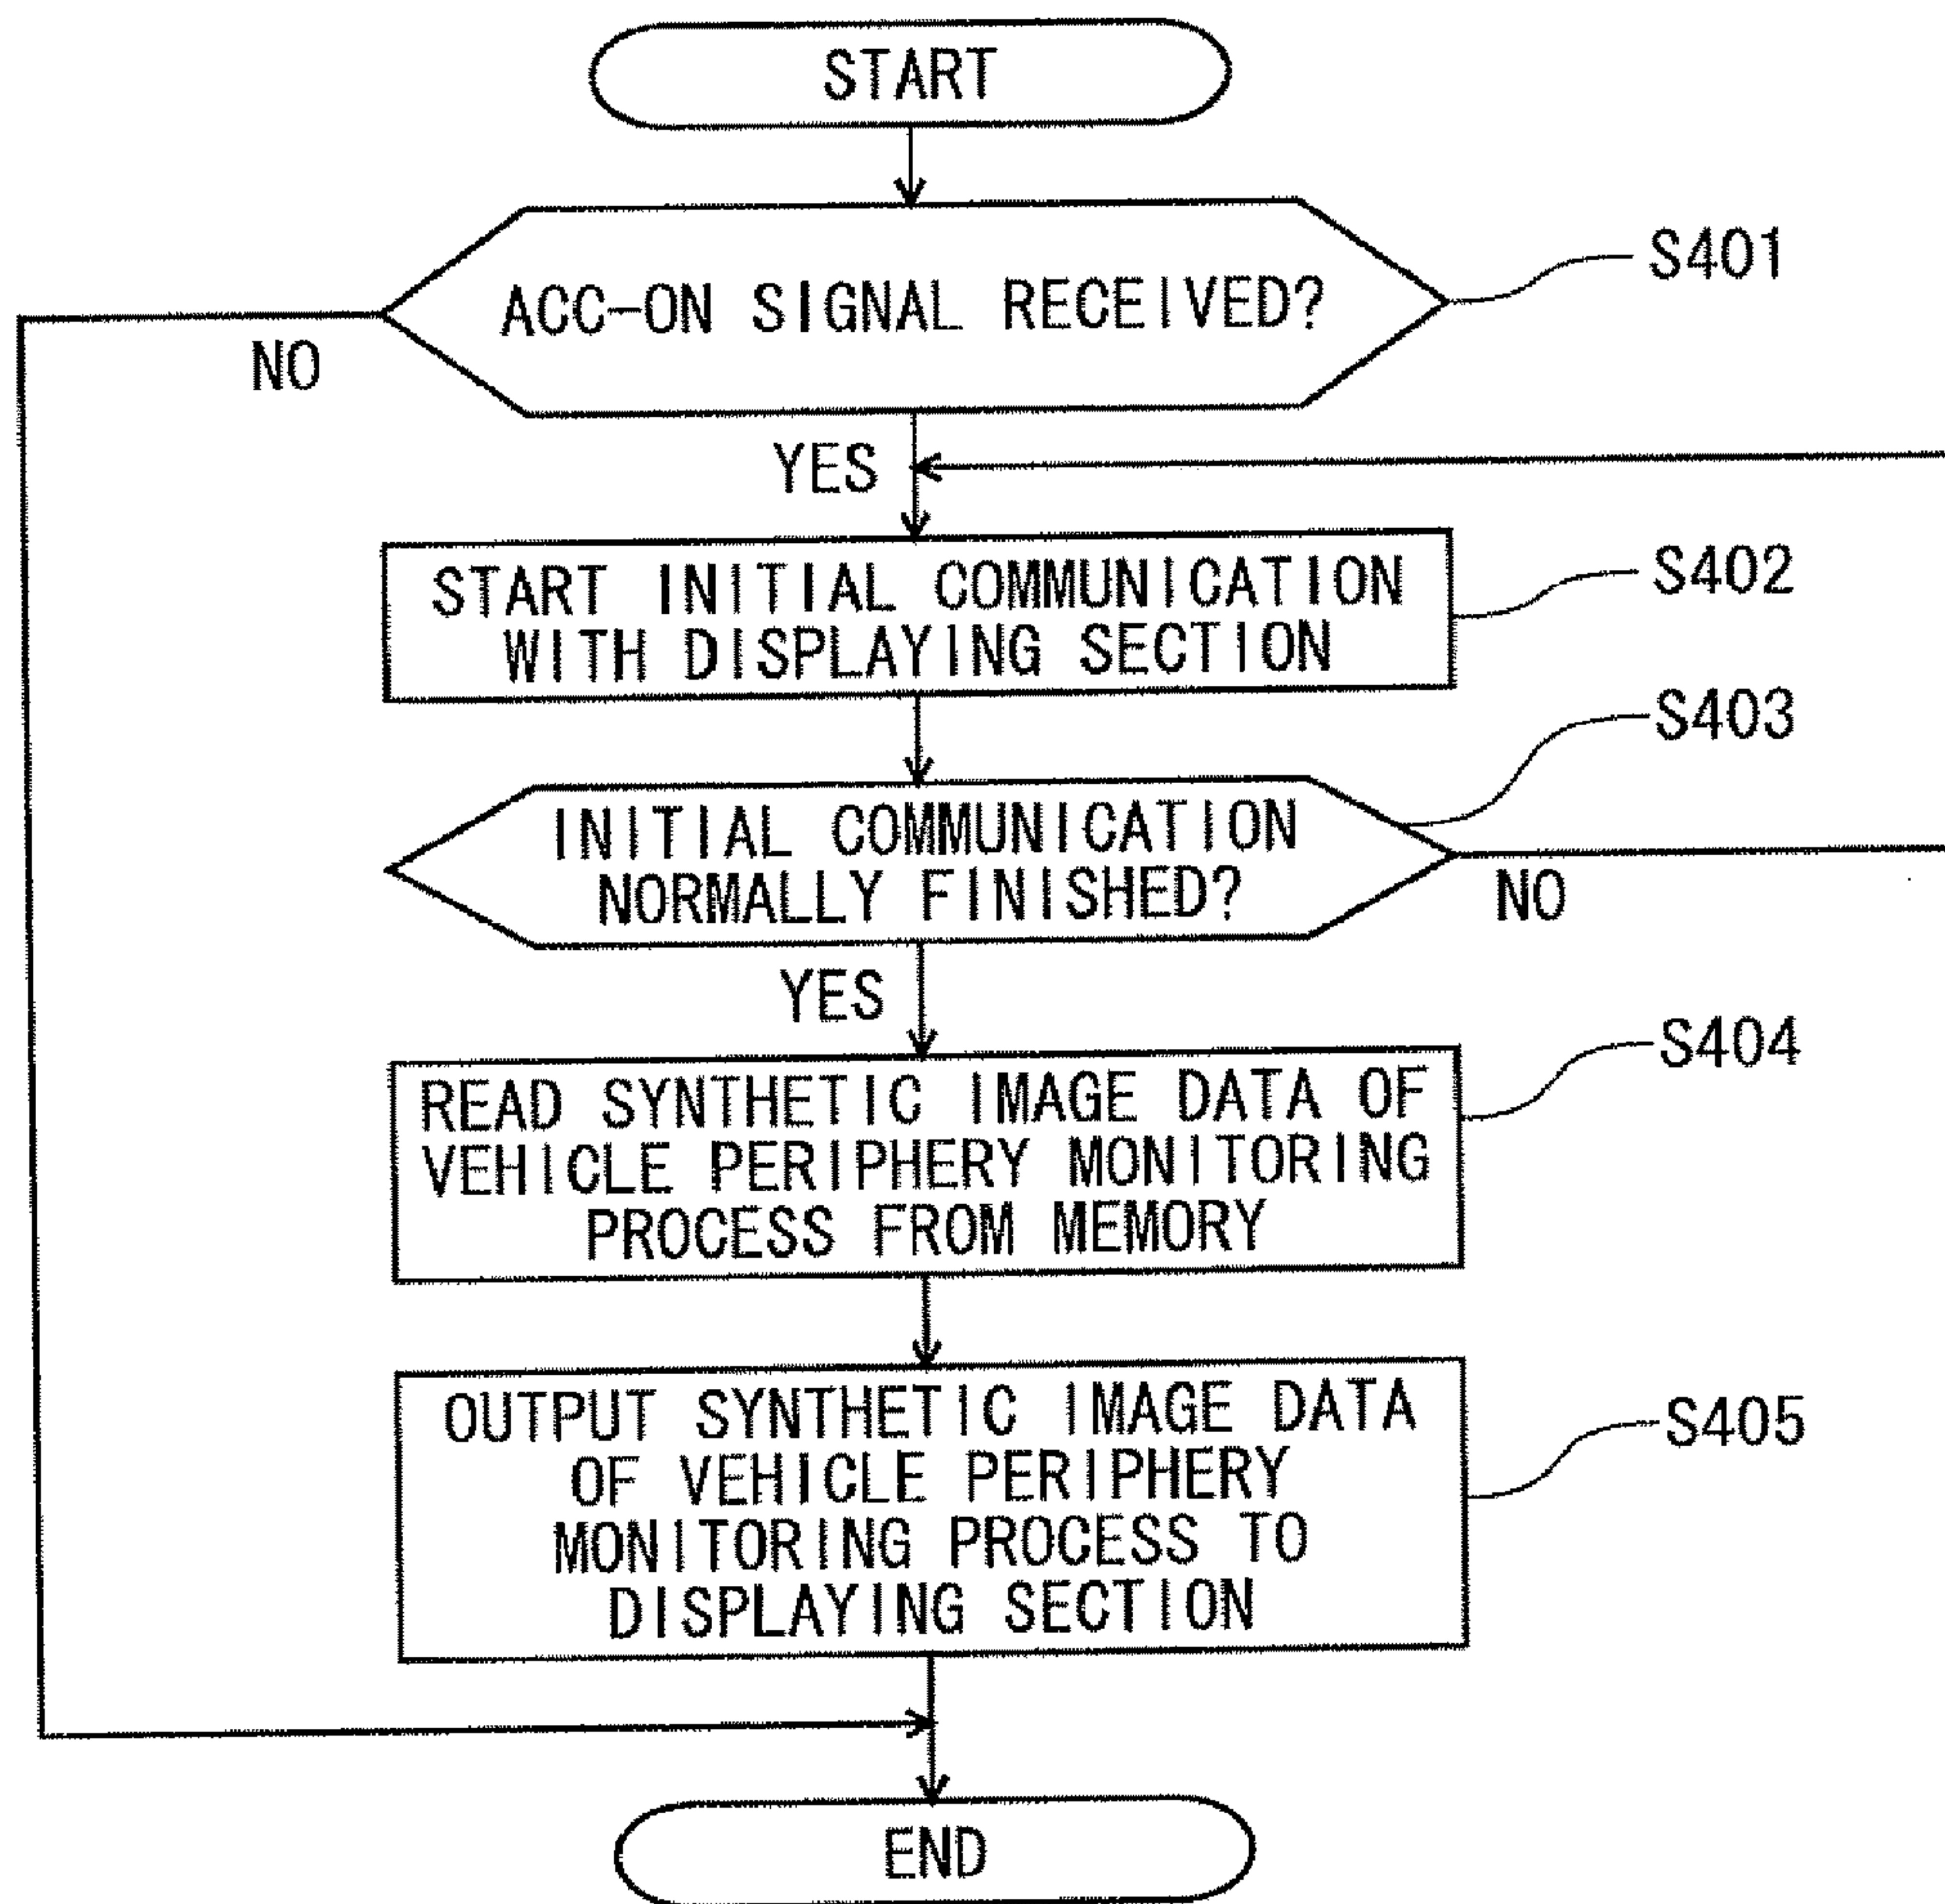 START
ACC-ON SIGNAL RECEIVED?
S401
NO
YES
START INITIAL COMMUNICATION
WITH DISPLAYING SECTION
S402
S403
INITIAL COMMUNICATION
NORMALLY FINISHED?
NO
YES
S404
READ SYNTHETIC IMAGE DATA OF
VEHICLE PERIPHERY MONITORING
PROCESS FROM MEMORY
OUTPUT SYNTHETIC IMAGE DATA
OF VEHICLE PERIPHERY
MONITORING PROCESS TO
DISPLAYING SECTION
S405
END